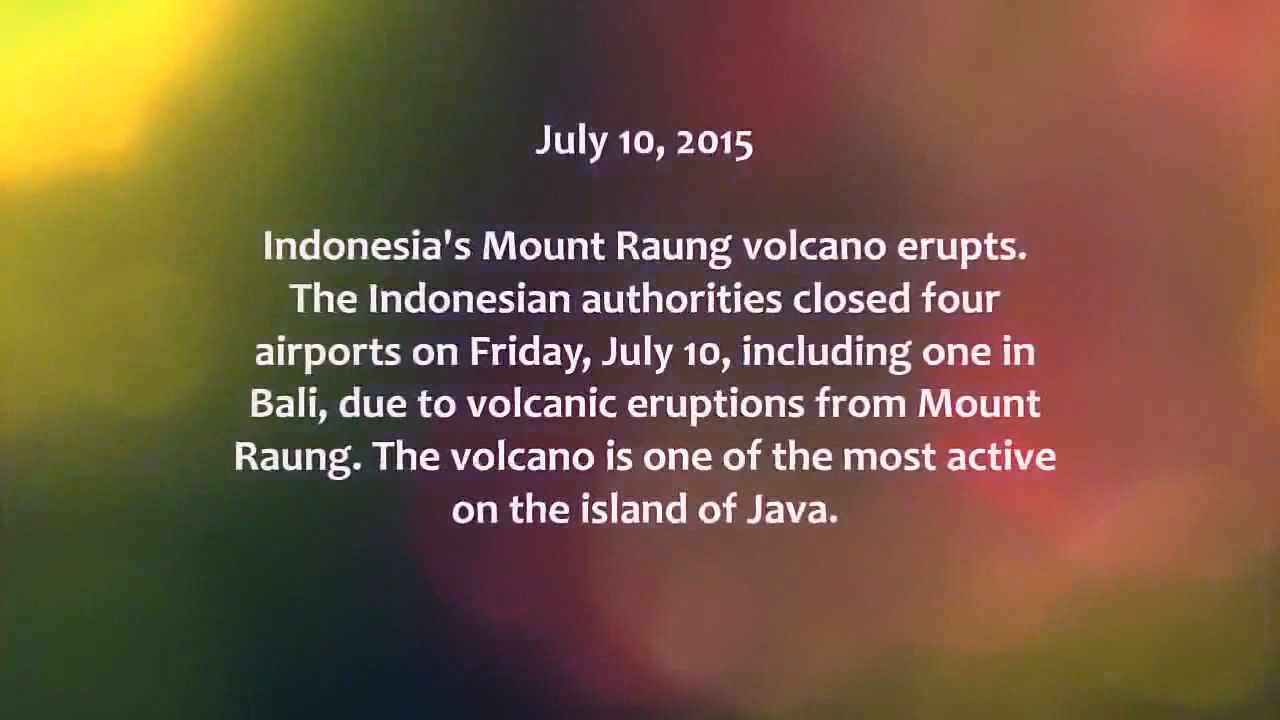 July 10, 2015
Indonesia's Mount Raung volcano erupts.
The Indonesian authorities closed four
airports on Friday, July 10, including one in
Bali, due to volcanic eruptions from Mount
Raung. The volcano is one of the most active
on the island of Java.